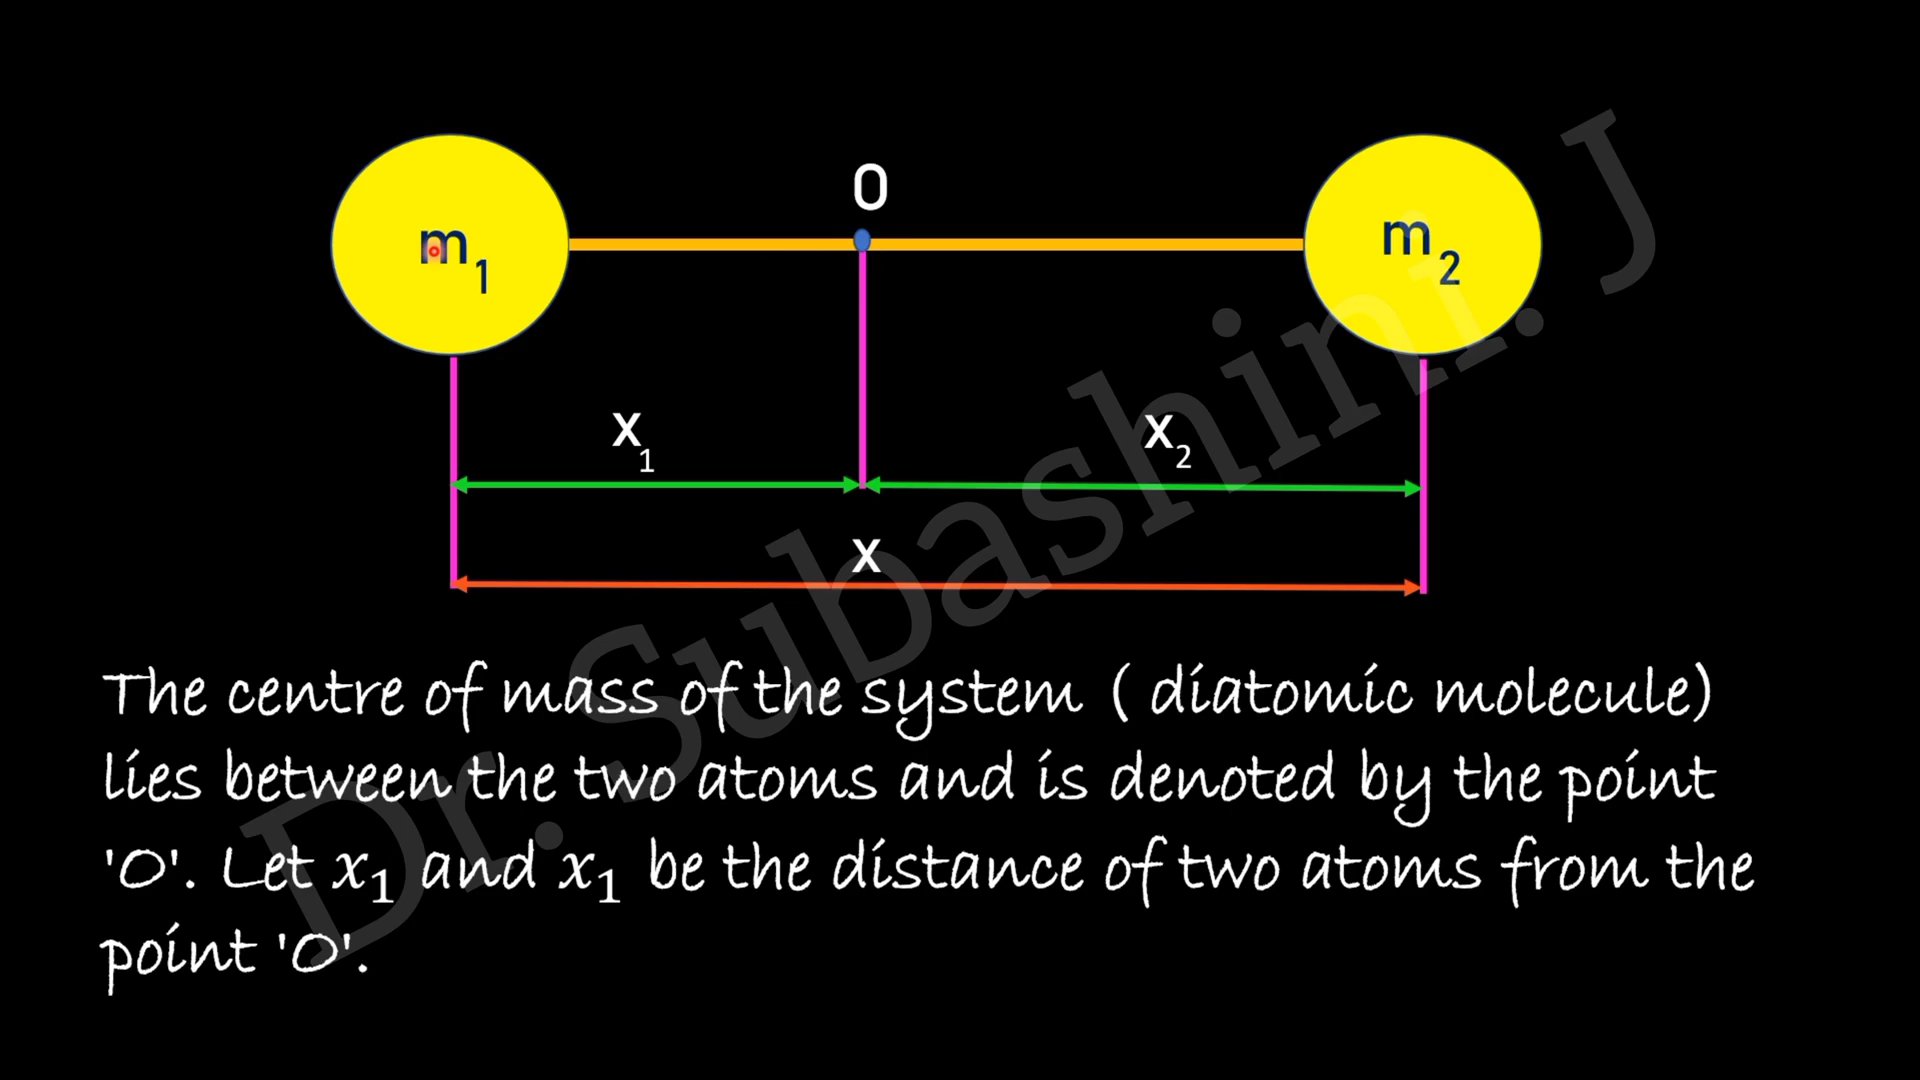 O
m1
m2
x1
x2
x
The centre of mass of the system ( diatomic molecule)
lies between the two atoms and is denoted by the point
'O'. Let x1 and x1 be the distance of two atoms from the
point 'O'.
Dr. Subashini. J